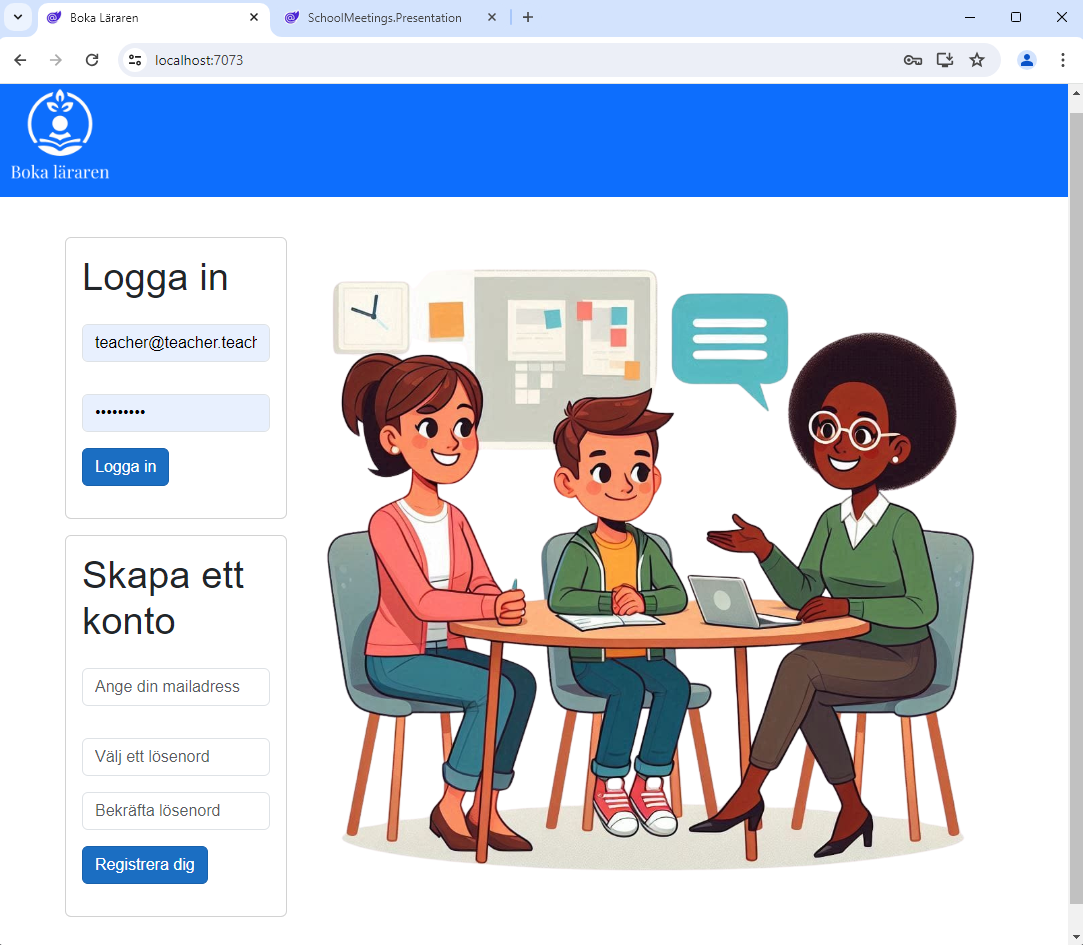 Boka Läraren
SchoolMeetings.Presentation
localhost:7073
Boka läraren
Logga in
teacher@teacher.teach
•••••••••
Logga in
Skapa ett
konto
Ange din mailadress
Välj ett lösenord
Bekräfta lösenord
Registrera dig